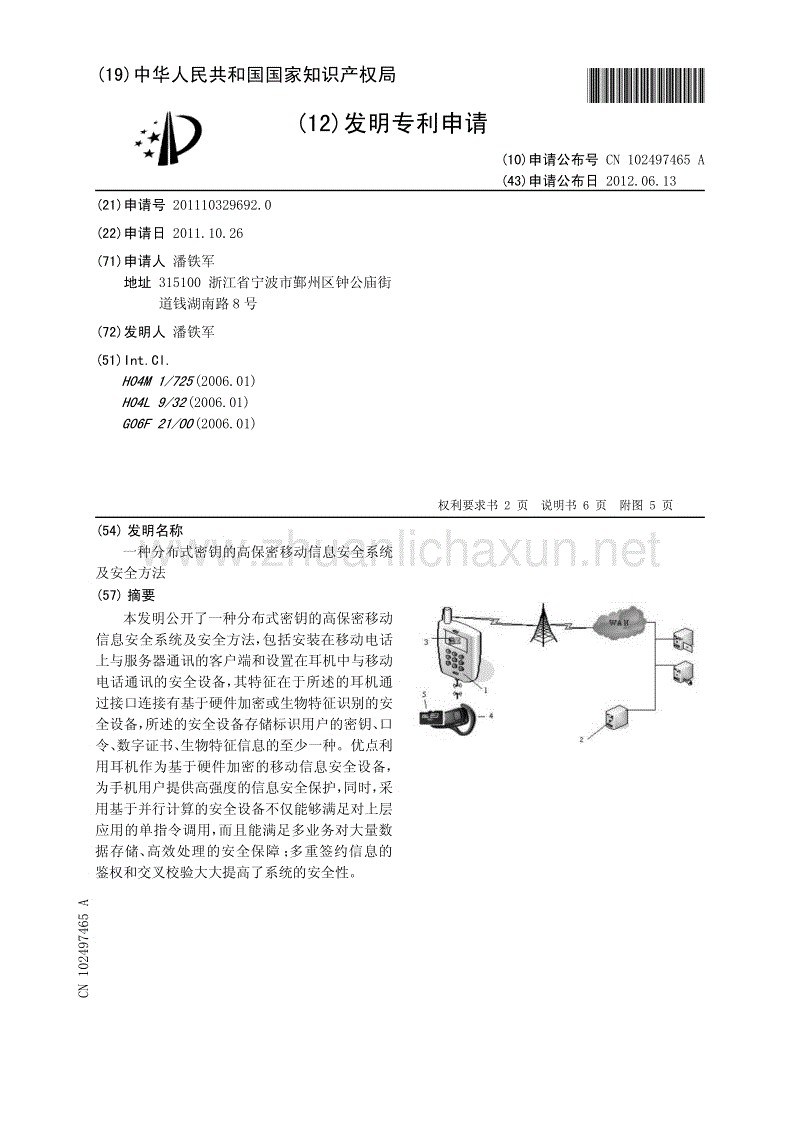 (19)中华人民共和国国家知识产权局
(12)发明专利申请
(10)申请公布号 CN 102497465 A
(43)申请公布日 2012.06.13
(21)申请号 201110329692.0
(22)申请日 2011.10.26
(71)申请人 潘铁军
地址 315100 浙江省宁波市鄞州区钟公庙街
道钱湖南路8号
(72)发明人 潘铁军
(51)Int.Cl.
H04M 1/725(2006.01)
H04L 9/32(2006.01)
G06F 21/00(2006.01)
权利要求书 2 页 说明书 6 页 附图 5 页
(54)发明名称
一种分布式密钥的高保密移动信息安全系统
及安全方法
(57)摘要
本发明公开了一种分布式密钥的高保密移动
信息安全系统及安全方法,包括安装在移动电话
上与服务器通讯的客户端和设置在耳机中与移动
电话通讯的安全设备,其特征在于所述的耳机通
过接口连接有基于硬件加密或生物特征识别的安
全设备,所述的安全设备存储标识用户的密钥、口
令、数字证书、生物特征信息的至少一种。优点利
用耳机作为基于硬件加密的移动信息安全设备,
为手机用户提供高强度的信息安全保护,同时,采
用基于并行计算的安全设备不仅能够满足对上层
应用的单指令调用,而且能满足多业务对大量数
据存储、高效处理的安全保障;多重签约信息的
鉴权和交叉校验大大提高了系统的安全性。
WAN
3
1
5
4
2
CN 102497465 A
www.zhuanlichaxun.net